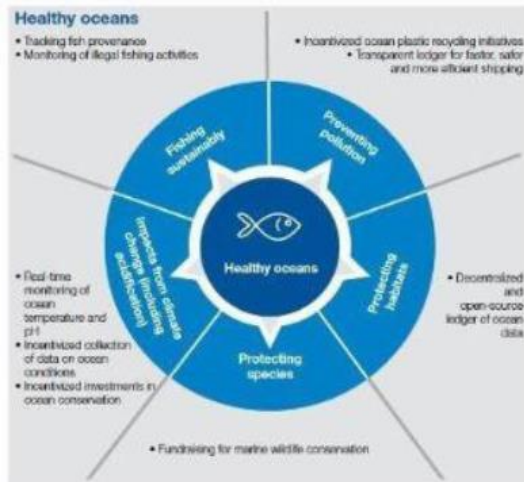 Healthy oceans
• Tracking fish provenance
• Monitoring of illegal fishing activities
• Incentivized ocean plastic recycling initiatives
• Transparent ledger for faster, safer
and more efficient shipping
Fishing
sustainably
Preventing
pollution
Impacts from climate
change (including
acidification)
Healthy oceans
Protecting
habitats
Protecting
species
• Real-time
monitoring of
ocean
temperature and
pH
• Incentivized collection
of data on ocean
conditions
• Incentivized investments in
ocean conservation
• Decentralized
and
open-source
ledger of ocean
data
• Fundraising for marine wildlife conservation